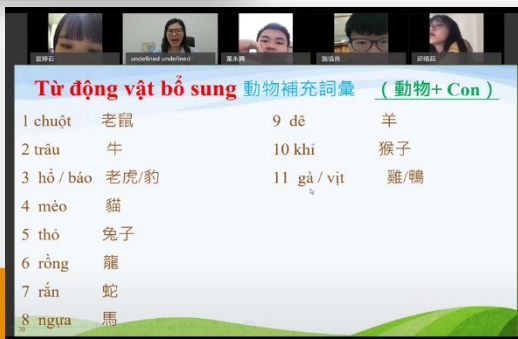 undefined undefined
Từ động vật bổ sung 動物補充詞彙 (動物+ Con)
1 chuột 老鼠
2 trâu 牛
3 hổ / báo 老虎/豹
4 mèo 貓
5 thỏ 兔子
6 rồng 龍
7 rắn 蛇
8 ngựa 馬
9 dê 羊
10 khỉ 猴子
11 gà / vịt 雞/鴨